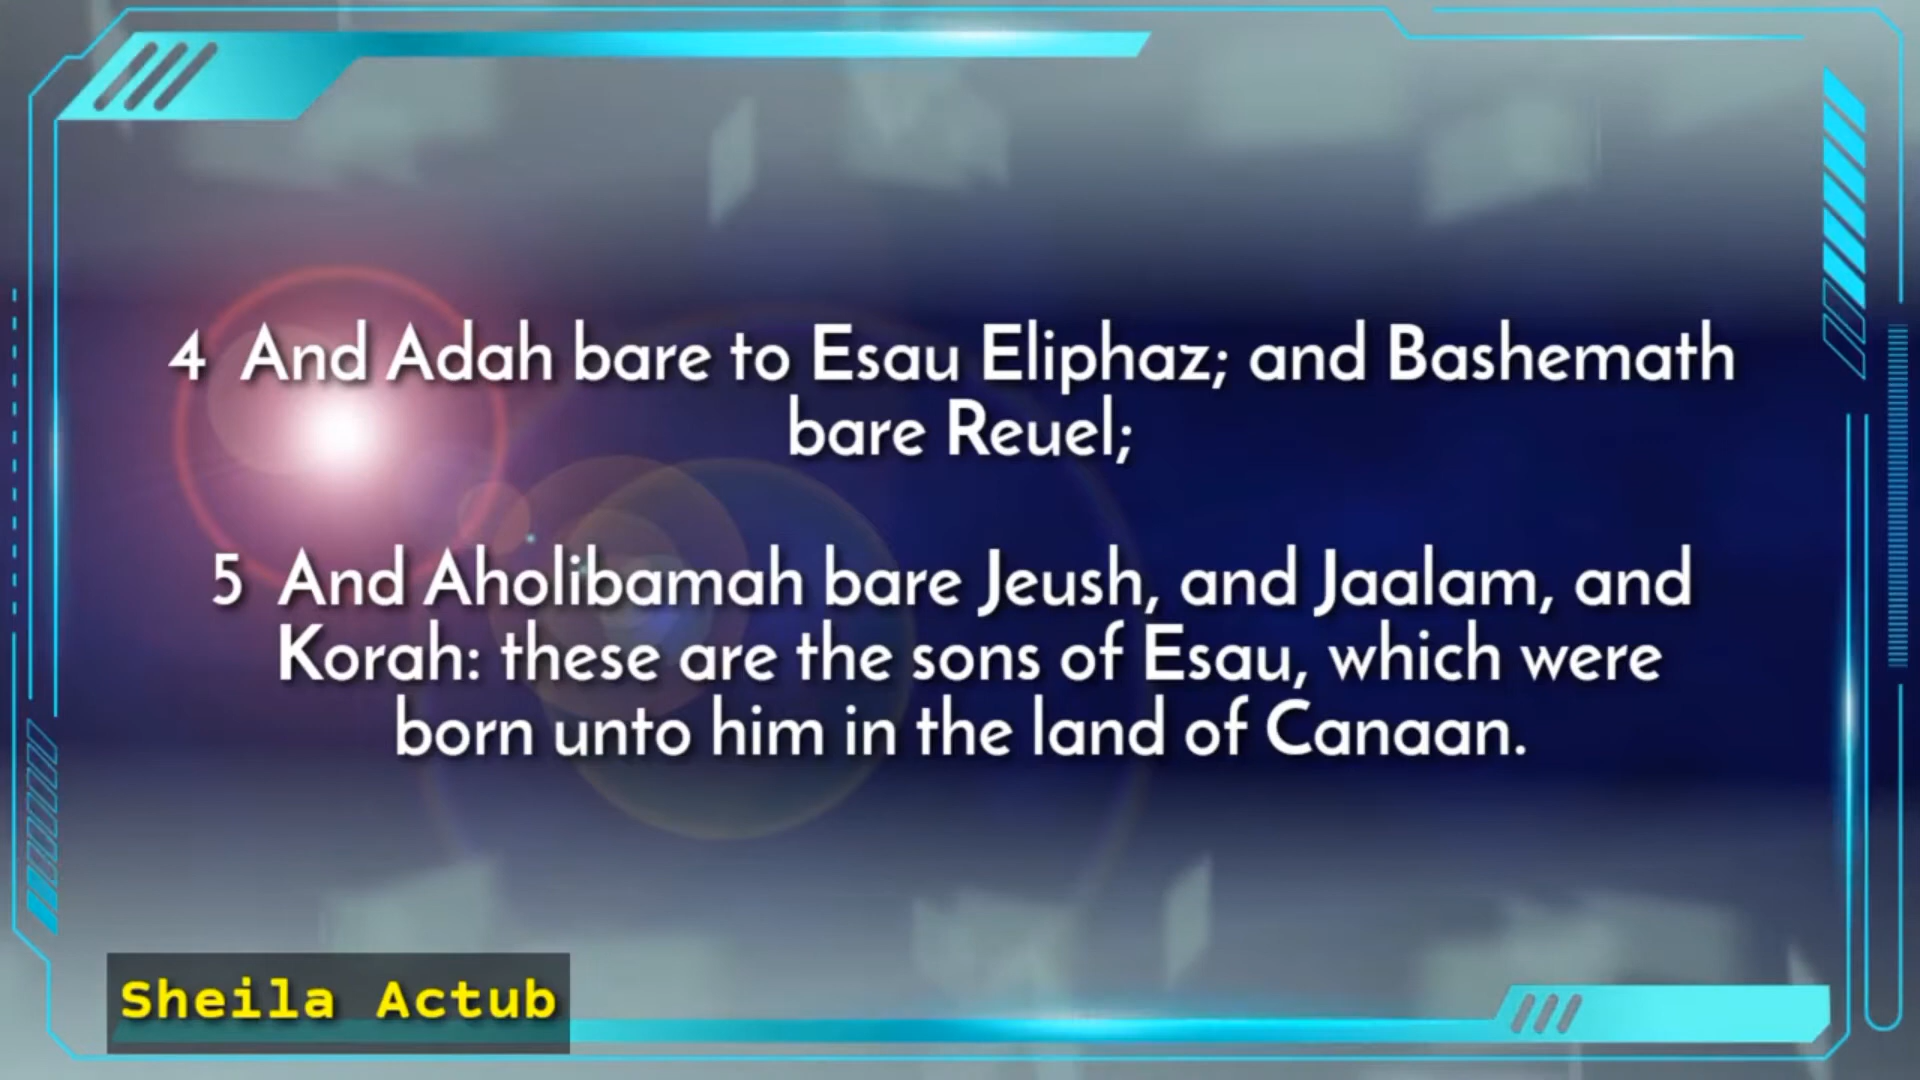 4 And Adah bare to Esau Eliphaz; and Bashemath
bare Reuel;
5 And Aholibamah bare Jeush, and Jaalam, and
Korah: these are the sons of Esau, which were
born unto him in the land of Canaan.
Sheila Actub